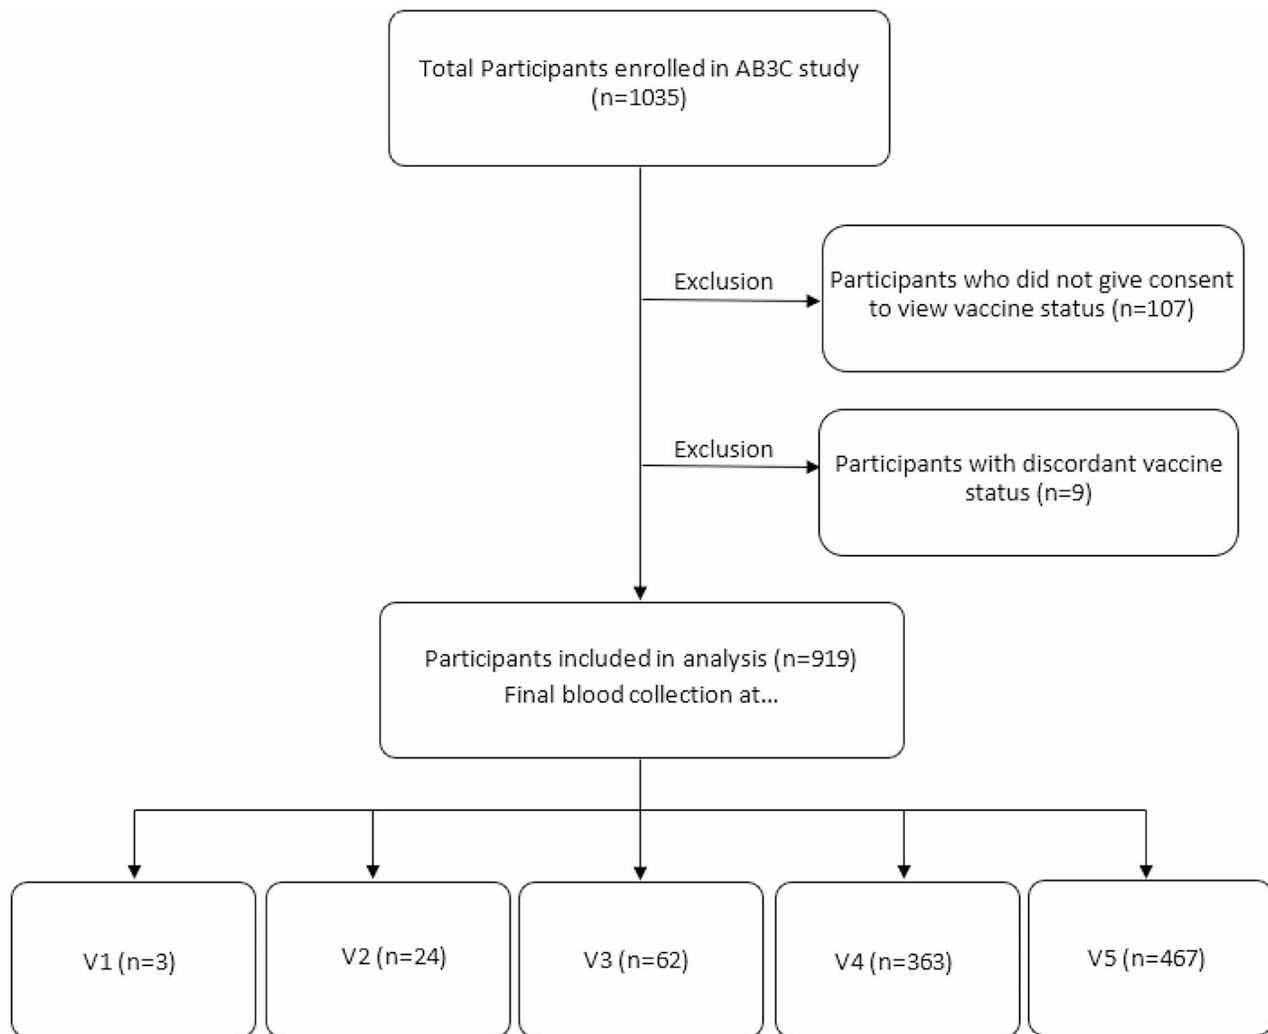 Total Participants enrolled in AB3C study
(n=1035)
Exclusion
Participants who did not give consent
to view vaccine status (n=107)
Exclusion
Participants with discordant vaccine
status (n=9)
Participants included in analysis (n=919)
Final blood collection at…
V1 (n=3)
V2 (n=24)
V3 (n=62)
V4 (n=363)
V5 (n=467)